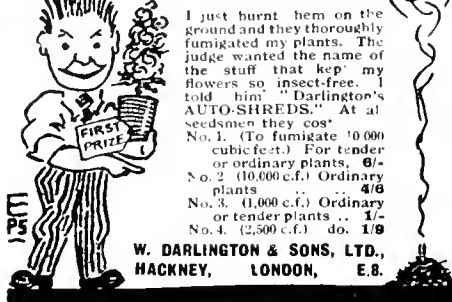 I just burnt hem on the
ground and they thoroughly
fumigated my plants. The
judge wanted the name of
the stuff that kep' my
flowers so insect-free. I
told him "Darlington's
AUTO-SHREDS." At al
seedsmen they cos'
No. 1. (To fumigate 10 000
cubic feet.) For tender
or ordinary plants, 6/-
No. 2 (10,000 c.f.) Ordinary
plants .. .. 4/6
No. 3. (1,000 c.f.) Ordinary
or tender plants .. 1/-
No. 4. (2,500 c.f.) do. 1/9
W. DARLINGTON & SONS, LTD.,
HACKNEY, LONDON, E.8.
FIRST
PRIZE
EPS